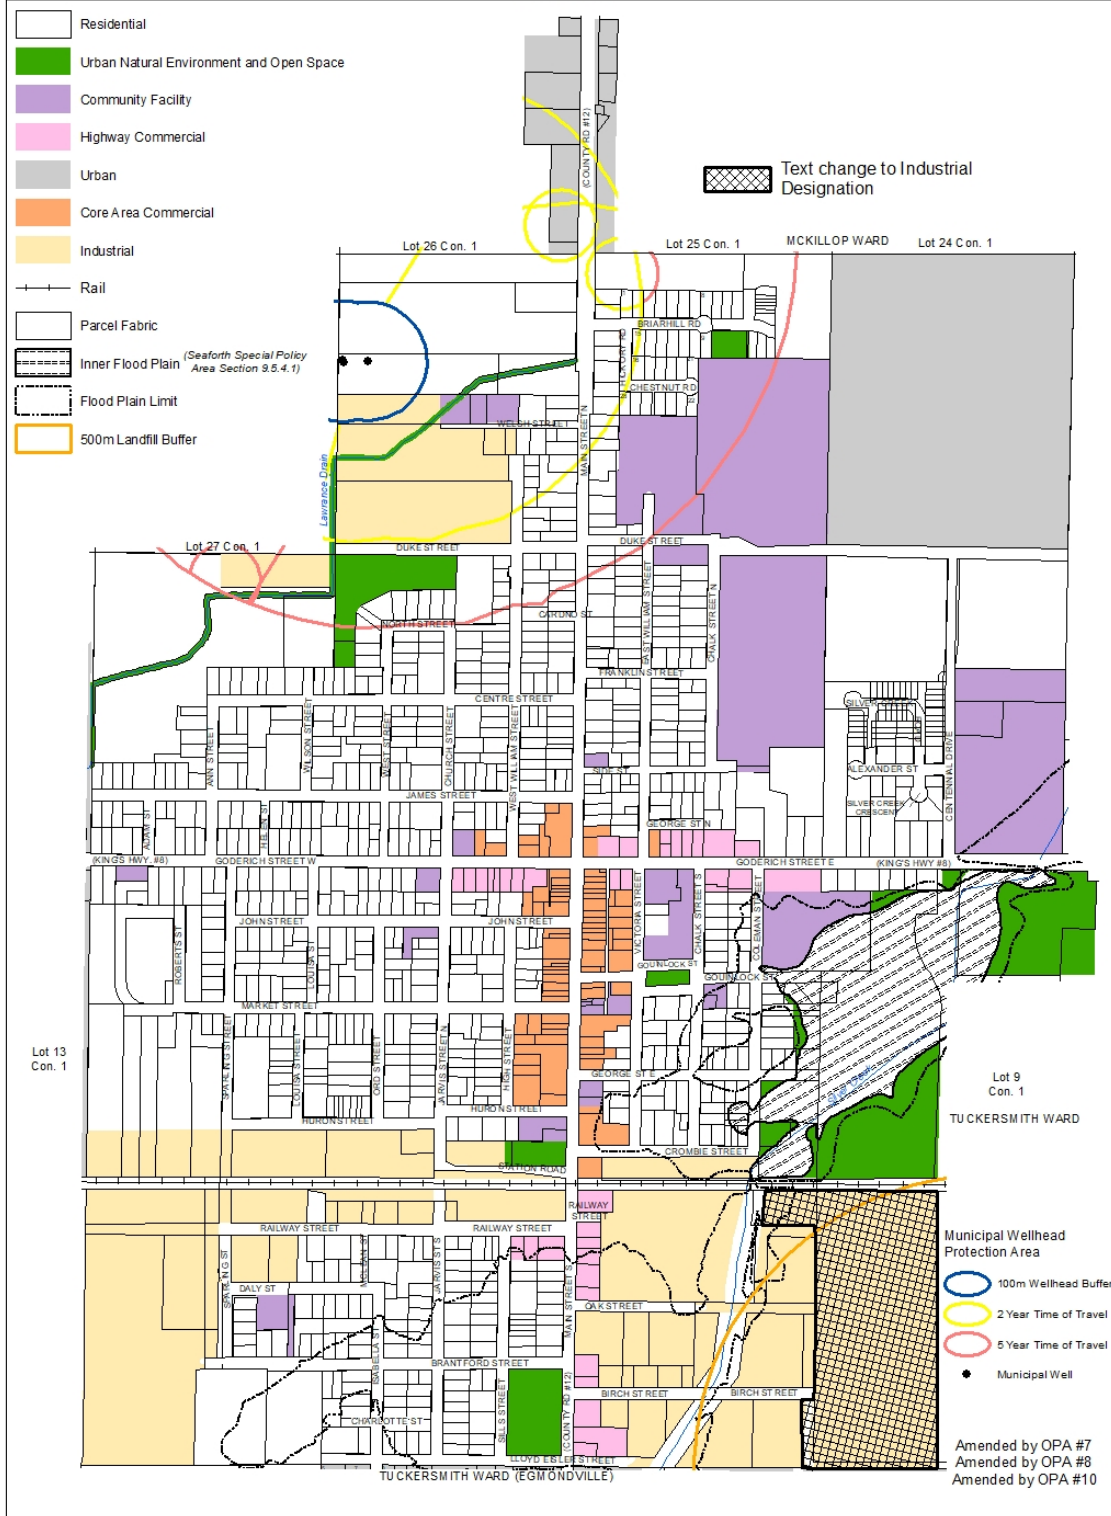 Residential
Urban Natural Environment and Open Space
Community Facility
Highway Commercial
Urban
Core Area Commercial
Industrial
Rail
Parcel Fabric
Inner Flood Plain (Seaforth Special Policy
Area Section 9.5.4.1)
Flood Plain Limit
500m Landfill Buffer
(COUNTY RD #12)
Text change to Industrial
Designation
Lot 26 Con. 1
Lot 25 Con. 1
MCKILLOP WARD
Lot 24 Con. 1
BRIARHILL RD
HICKORY RD
CHESTNUT RD
WELSH STREET
MAIN STREET N
Lawrance Drain
Lot 27 Con. 1
DUKE STREET
DUKE STREET
CARDNO ST
NORTH STREET
EAST WILLIAM STREET
CHALK STREET N
FRANKLIN STREET
CENTRE STREET
SILVER CREEK
ANN STREET
WILSON STREET
WEST STREET
CHURCH STREET
WEST WILLIAM STREET
SIDE ST
ALEXANDER ST
CENTENNIAL DRIVE
JAMES STREET
SILVER CREEK
CRESCENT
ADAM ST
HELEN ST
GEORGE ST N
(KING'S HWY. #8)
GODERICH STREET W
GODERICH STREET E
(KING'S HWY #8)
JOHN STREET
JOHN STREET
VICTORIA STREET
CHALK STREET S
COLEMAN STREET
ROBERTS ST
LOUISA ST
GOUINLOCK ST
GOUINLOCK ST
MARKET STREET
Lot 13
Con. 1
SPARLING STREET
LOUISA STREET
ORD STREET
JARVIS STREET N
HIGH STREET
GEORGE ST E
Lot 9
Con. 1
TUCKERSMITH WARD
HURON STREET
HURON STREET
CROMBIE STREET
STATION ROAD
RAILWAY
STREET
RAILWAY STREET
RAILWAY STREET
Municipal Wellhead
Protection Area
100m Wellhead Buffer
2 Year Time of Travel
5 Year Time of Travel
Municipal Well
SPARLING ST
DALY ST
MCLEAN ST
JARVIS ST S
MAIN STREET S
OAK STREET
ISABELLA ST
BRANTFORD STREET
BIRCH STREET
BIRCH STREET
CHARLOTTE ST
SILLS STREET
(COUNTY RD #12)
LLOYD EISLER STREET
TUCKERSMITH WARD (EGMONDVILLE)
Amended by OPA #7
Amended by OPA #8
Amended by OPA #10